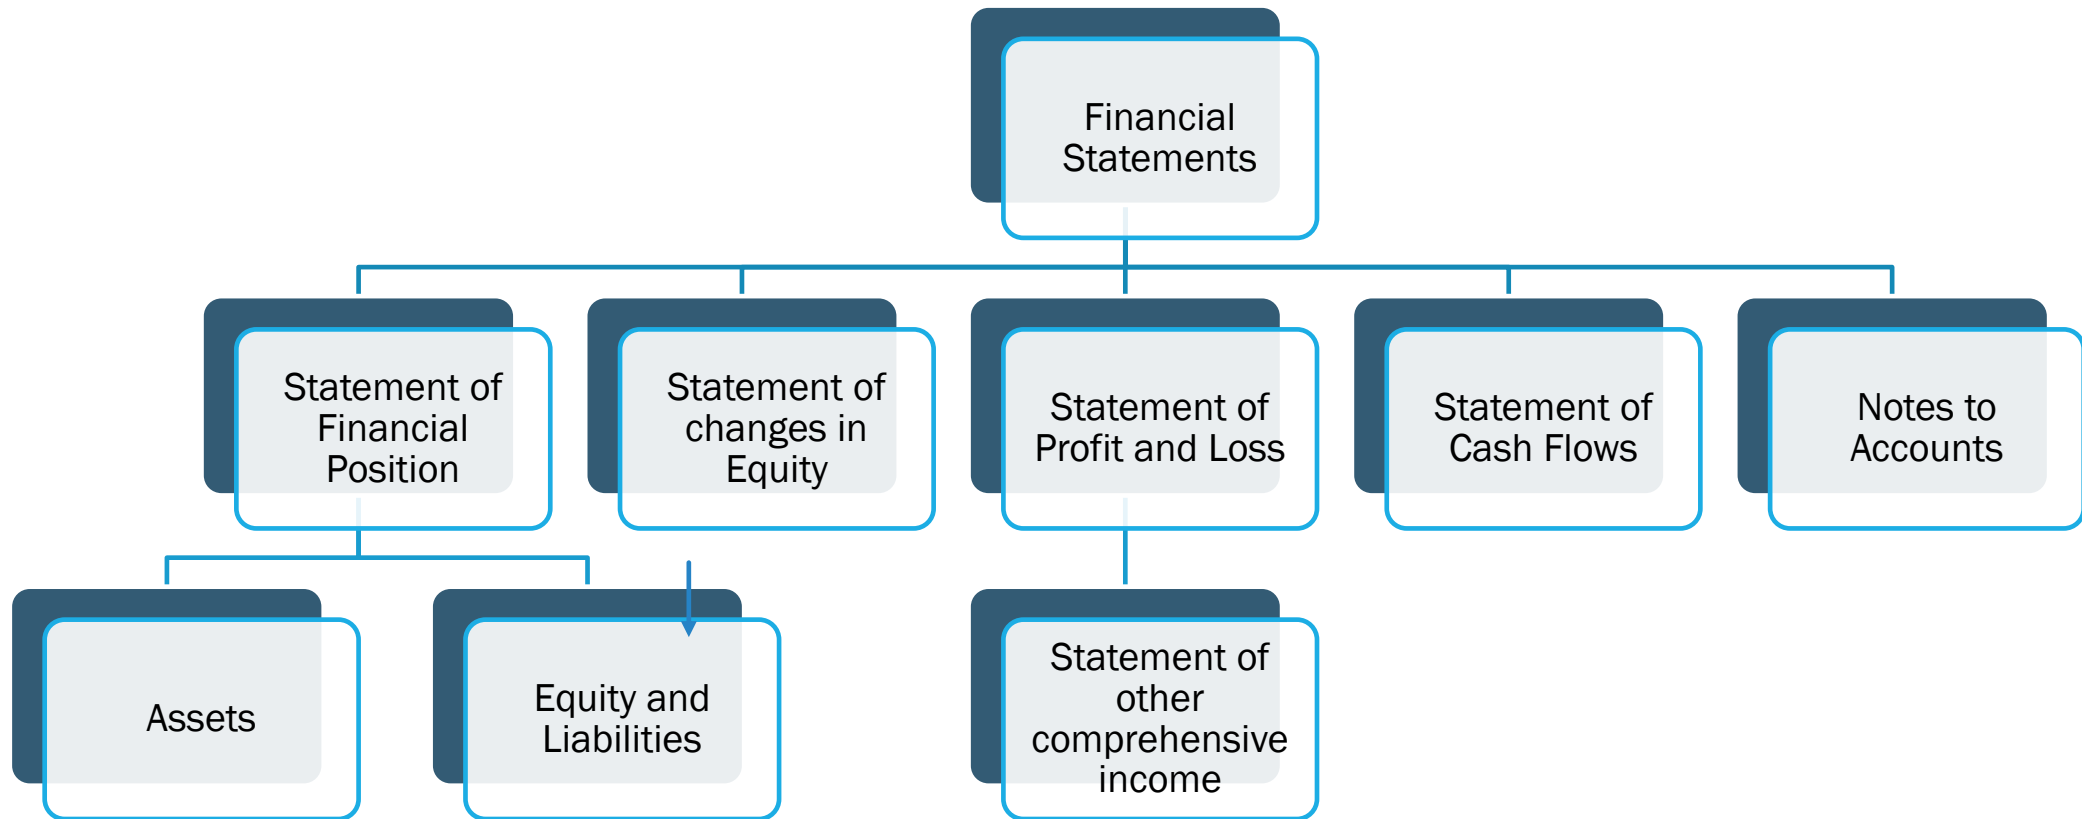 Financial
Statements
Statement of
Financial
Position
Statement of
changes in
Equity
Statement of
Profit and Loss
Statement of
Cash Flows
Notes to
Accounts
Assets
Equity and
Liabilities
Statement of
other
comprehensive
income